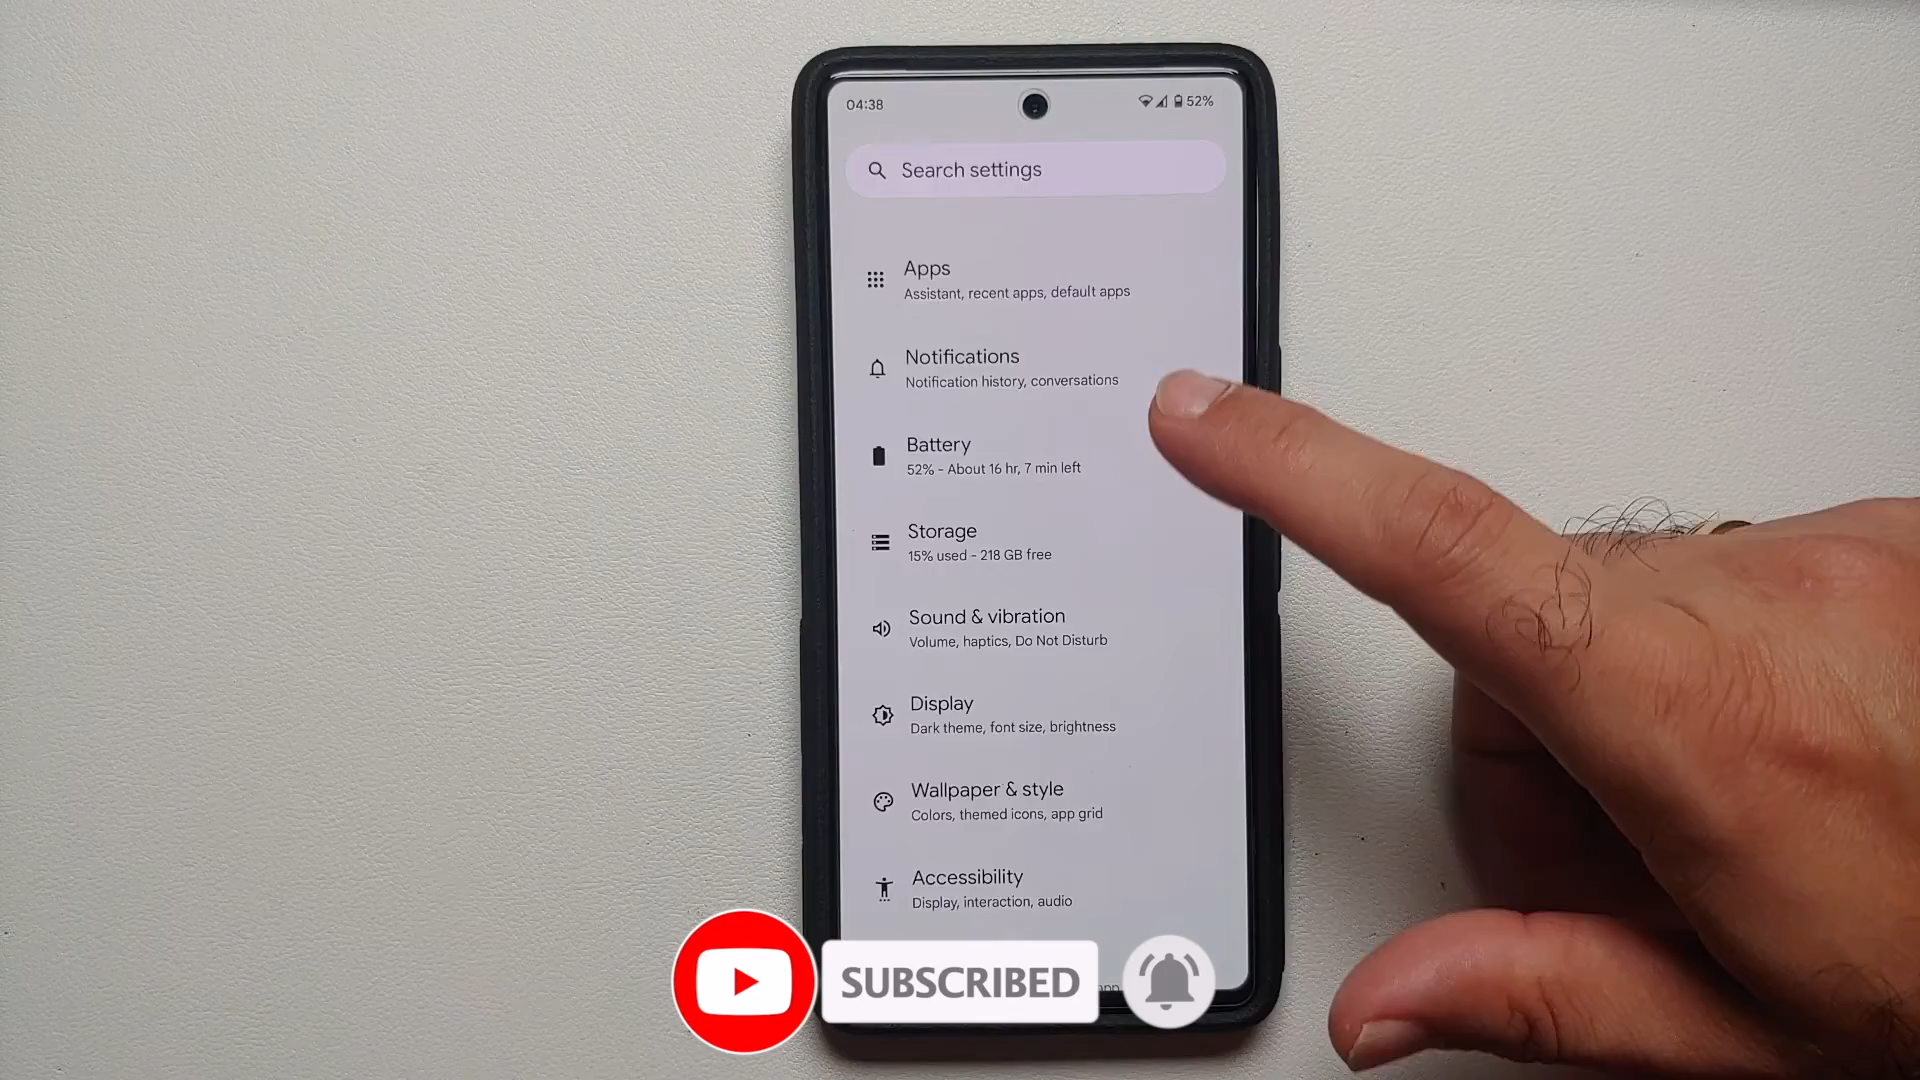 04:38
52%
Search settings
Apps
Assistant, recent apps, default apps
Notifications
Notification history, conversations
Battery
52% - About 16 hr, 7 min left
Storage
15% used - 218 GB free
Sound & vibration
Volume, haptics, Do Not Disturb
Display
Dark theme, font size, brightness
Wallpaper & style
Colors, themed icons, app grid
Accessibility
Display, interaction, audio
SUBSCRIBED
app